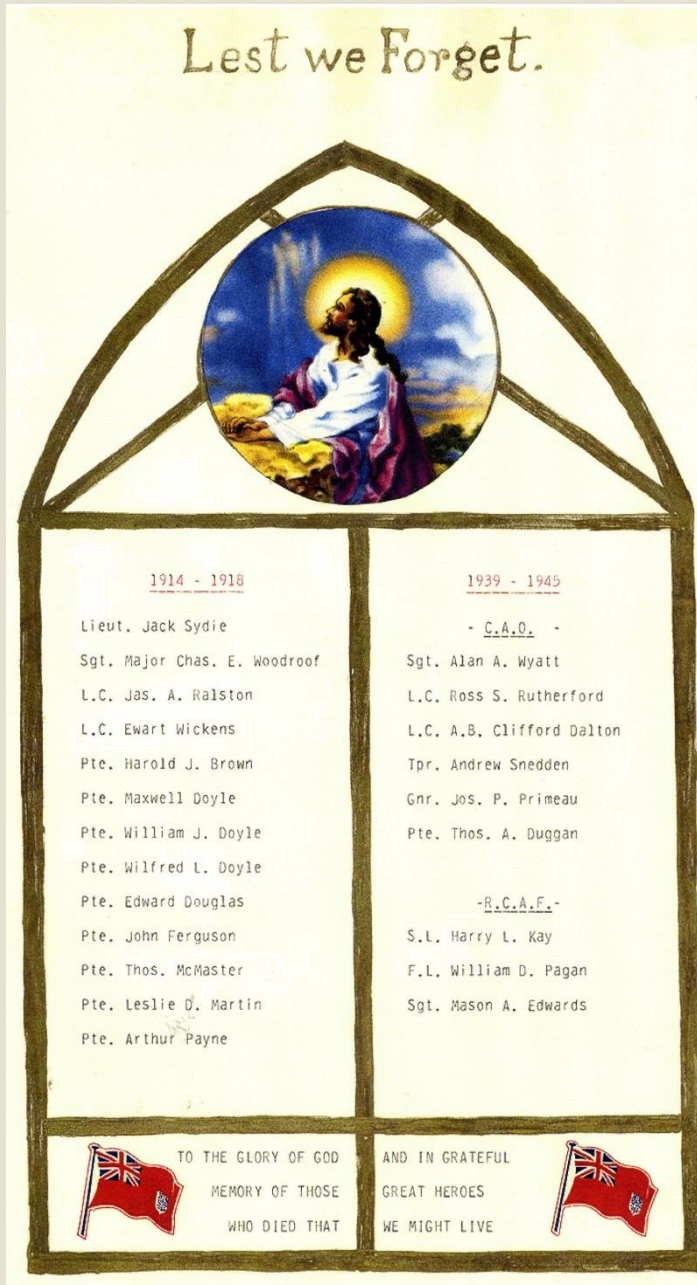 Lest we Forget.
1914 - 1918
Lieut. Jack Sydie
Sgt. Major Chas. E. Woodroof
L.C. Jas. A. Ralston
L.C. Ewart Wickens
Pte. Harold J. Brown
Pte. Maxwell Doyle
Pte. William J. Doyle
Pte. Wilfred L. Doyle
Pte. Edward Douglas
Pte. John Ferguson
Pte. Thos. McMaster
Pte. Leslie D. Martin
Pte. Arthur Payne
1939 - 1945
- C.A.O. -
Sgt. Alan A. Wyatt
L.C. Ross S. Rutherford
L.C. A.B. Clifford Dalton
Tpr. Andrew Snedden
Gnr. Jos. P. Primeau
Pte. Thos. A. Duggan
-R.C.A.F.-
S.L. Harry L. Kay
F.L. William D. Pagan
Sgt. Mason A. Edwards
TO THE GLORY OF GOD AND IN GRATEFUL
MEMORY OF THOSE GREAT HEROES
WHO DIED THAT WE MIGHT LIVE